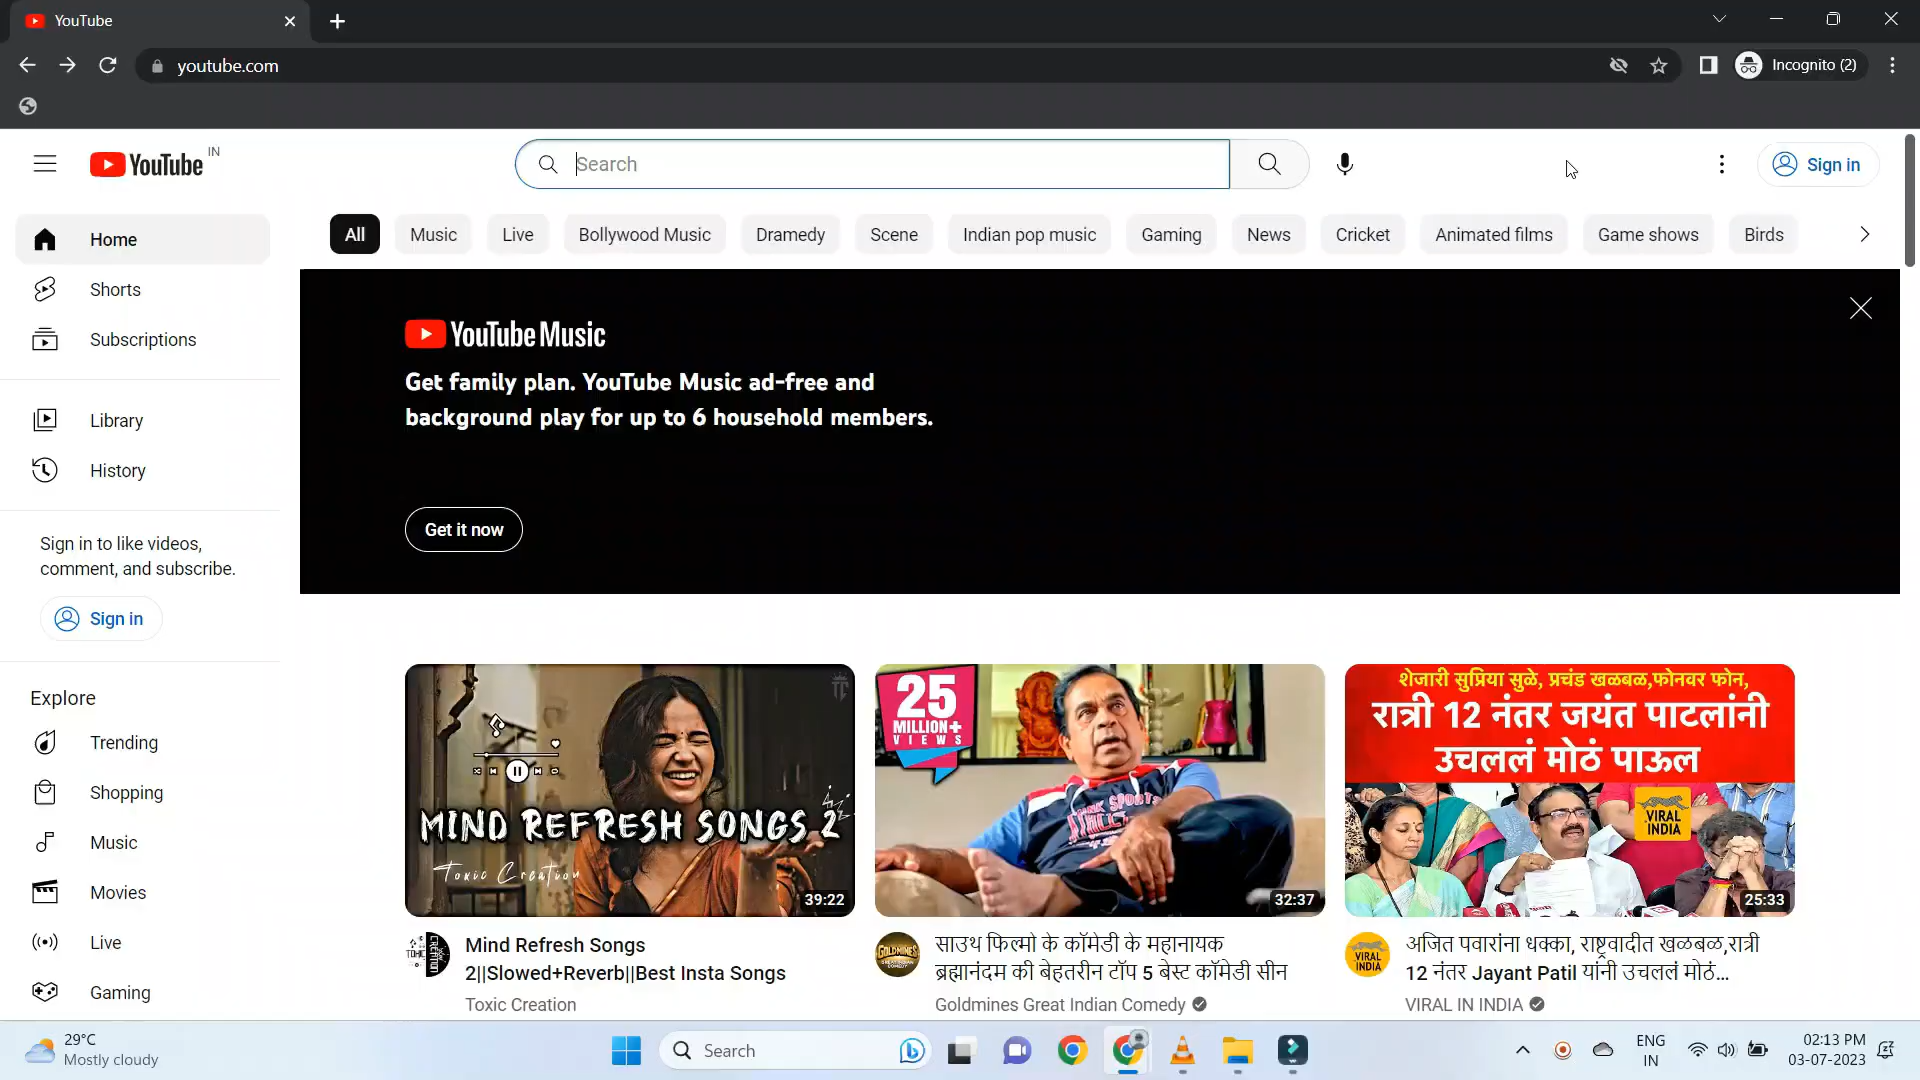 YouTube
youtube.com
Incognito (2)
YouTube IN
Search
Sign in
Home
Shorts
Subscriptions
Library
History
Sign in to like videos,
comment, and subscribe.
Sign in
Explore
Trending
Shopping
Music
Movies
Live
Gaming
All Music Live Bollywood Music Dramedy Scene Indian pop music Gaming News Cricket Animated films Game shows Birds
YouTube Music
Get family plan. YouTube Music ad-free and
background play for up to 6 household members.
Get it now
MIND REFRESH SONGS 2
Toxic Creation
39:22
Mind Refresh Songs
2||Slowed+Reverb||Best Insta Songs
Toxic Creation
25
MILLION+
VIEWS
32:37
साउथ फिल्मो के कॉमेडी के महानायक
ब्रह्मानंदम की बेहतरीन टॉप 5 बेस्ट कॉमेडी सीन
Goldmines Great Indian Comedy
शेजारी सुप्रिया सुळे, प्रचंड खळबळ,फोनवर फोन,
रात्री 12 नंतर जयंत पाटलांनी
उचललं मोठं पाऊल
VIRAL
INDIA
25:33
अजित पवारांना धक्का, राष्ट्रवादीत खळबळ,रात्री
12 नंतर Jayant Patil यांनी उचललं मोठं...
VIRAL IN INDIA
29°C
Mostly cloudy
Search
ENG
IN
02:13 PM
03-07-2023